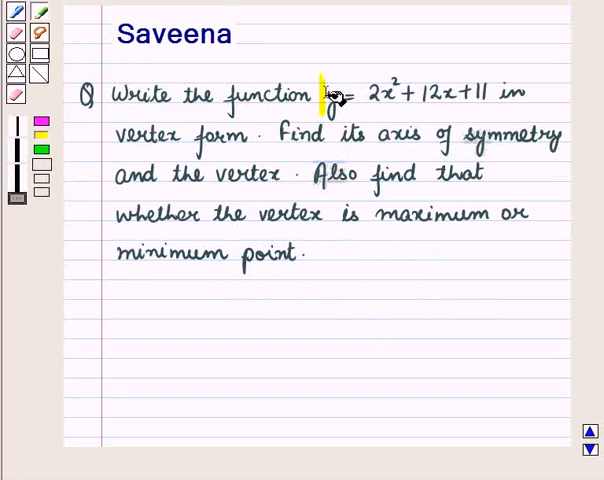 Saveena
Q Write the function y = 2x² + 12x + 11 in
vertex form. Find its axis of symmetry
and the vertex. Also find that
whether the vertex is maximum or
minimum point.